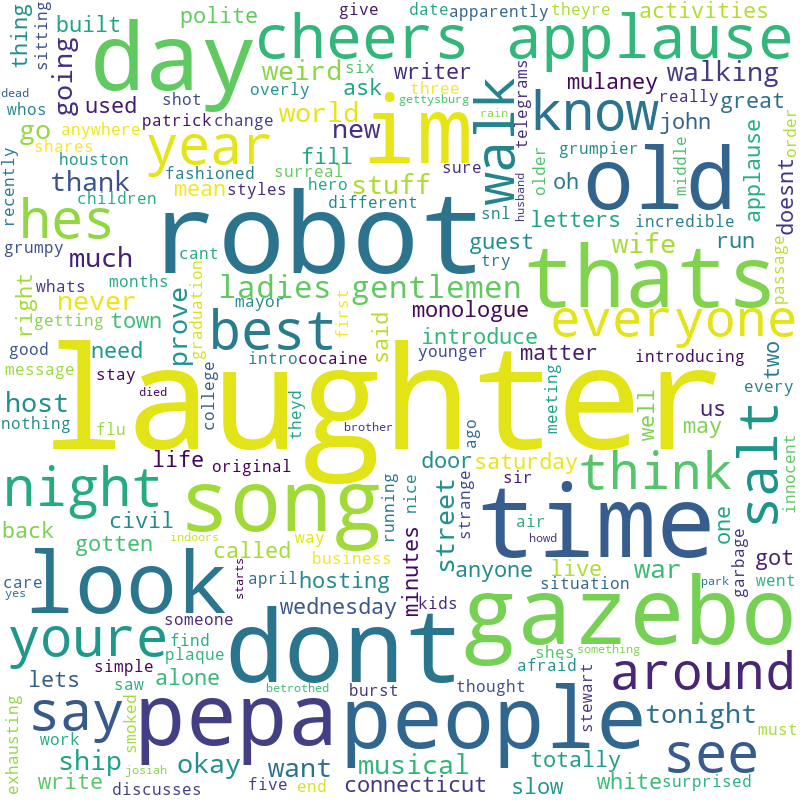 thing
sitting
built
polite
day
give
date
apparently
theyre
activities
cheers
applause
dead
whos
going
used
weird
six
ask
writer
telegrams
mulaney
walking
overly
three
shot
gettysburg
im
walk
know
really
great
go
anywhere
patrick
change
world
new
rain
john
order
shares
year
houston
fill
old
recently
thank
fashioned
surreal
sure
grumpier
middle
applause
doesnt
children
mean
styles
hero
stuff
older
oh
hes
robot
different
snl
letters
incredible
husband
guest
try
wife
run
grumpy
much
thats
passage
right
whats
months
cant
ladies
gentlemen
never
prove
graduation
mayor
first
said
monologue
everyone
getting
town
best
introduce
good
need
intro
cocaine
younger
matter
introducing
two
message
stay
college
laughter
every
host
died
theyd
meeting
us
nothing
flu
brother
ago
well
may
salt
innocent
life
original
door
saturday
think
night
song
sir
time
one
back
civil
running
nice
street
strange
air
howd
garbage
gotten
indoors
way
called
business
minutes
anyone
live
war
got
look
care
yes
starts
april
hosting
situation
park
went
wednesday
kids
gazebo
someone
dont
youre
find
simple
plaque
shes
something
afraid
around
lets
saw
alone
betrothed
burst
thought
stewart
say
smoked
pepa
people
tonight
must
exhausting
work
josiah
see
ship
okay
want
musical
totally
write
discusses
five
end
connecticut
slow
white
surprised